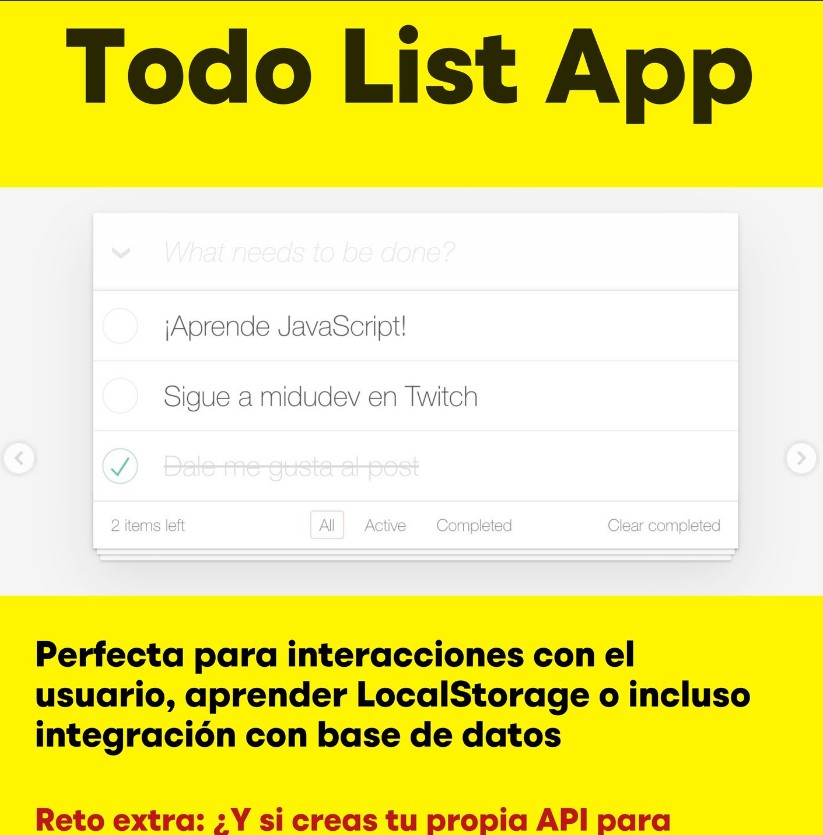 Todo List App
What needs to be done?
¡Aprende JavaScript!
Sigue a midudev en Twitch
Dale me gusta al post
2 items left All Active Completed Clear completed
Perfecta para interacciones con el
usuario, aprender LocalStorage o incluso
integración con base de datos
Reto extra: ¿Y si creas tu propia API para